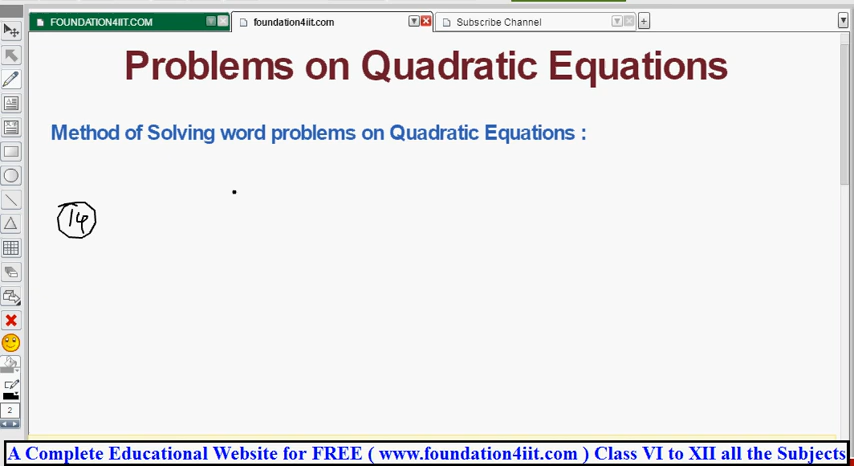 FOUNDATION4IIT.COM foundation4iit.com Subscribe Channel
Problems on Quadratic Equations
Method of Solving word problems on Quadratic Equations :
14
2
A Complete Educational Website for FREE ( www.foundation4iit.com ) Class VI to XII all the Subjects